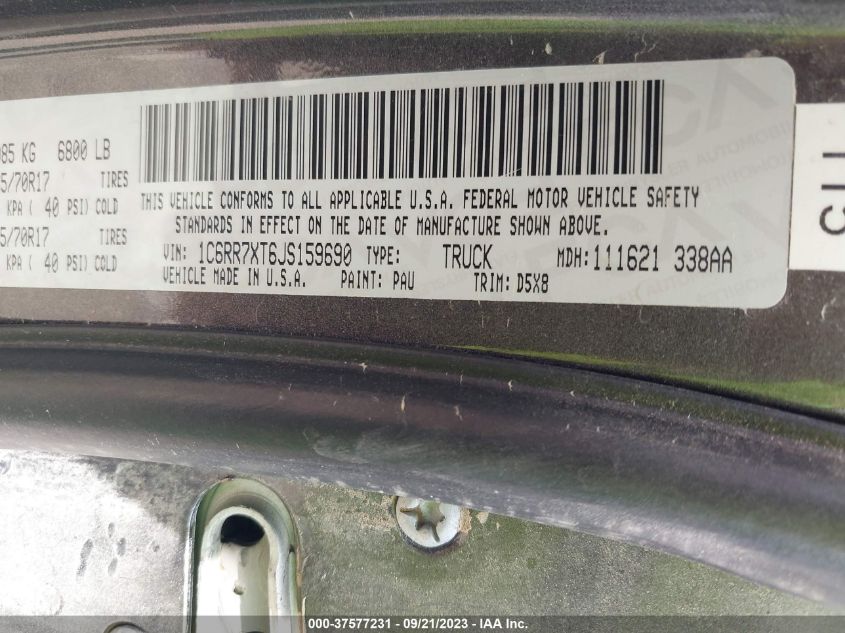 085 KG 6800 LB
5/70R17 TIRES
KPA ( 40 PSI) COLD
5/70R17 TIRES
KPA ( 40 PSI) COLD
THIS VEHICLE CONFORMS TO ALL APPLICABLE U.S.A. FEDERAL MOTOR VEHICLE SAFETY
STANDARDS IN EFFECT ON THE DATE OF MANUFACTURE SHOWN ABOVE.
VIN: 1C6RR7XT6JS159690 TYPE: TRUCK MDH: 111621 338AA
VEHICLE MADE IN U.S.A. PAINT: PAU TRIM: D5X8
000-37577231 - 09/21/2023 - IAA Inc.